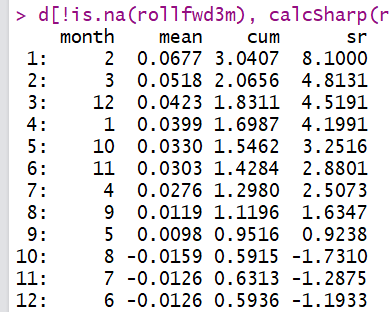 > d[!is.na(rollfwd3m), calcSharp(r
month mean cum sr
1: 2 0.0677 3.0407 8.1000
2: 3 0.0518 2.0656 4.8131
3: 12 0.0423 1.8311 4.5191
4: 1 0.0399 1.6987 4.1991
5: 10 0.0330 1.5462 3.2516
6: 11 0.0303 1.4284 2.8801
7: 4 0.0276 1.2980 2.5073
8: 9 0.0119 1.1196 1.6347
9: 5 0.0098 0.9516 0.9238
10: 8 -0.0159 0.5915 -1.7310
11: 7 -0.0126 0.6313 -1.2875
12: 6 -0.0126 0.5936 -1.1933